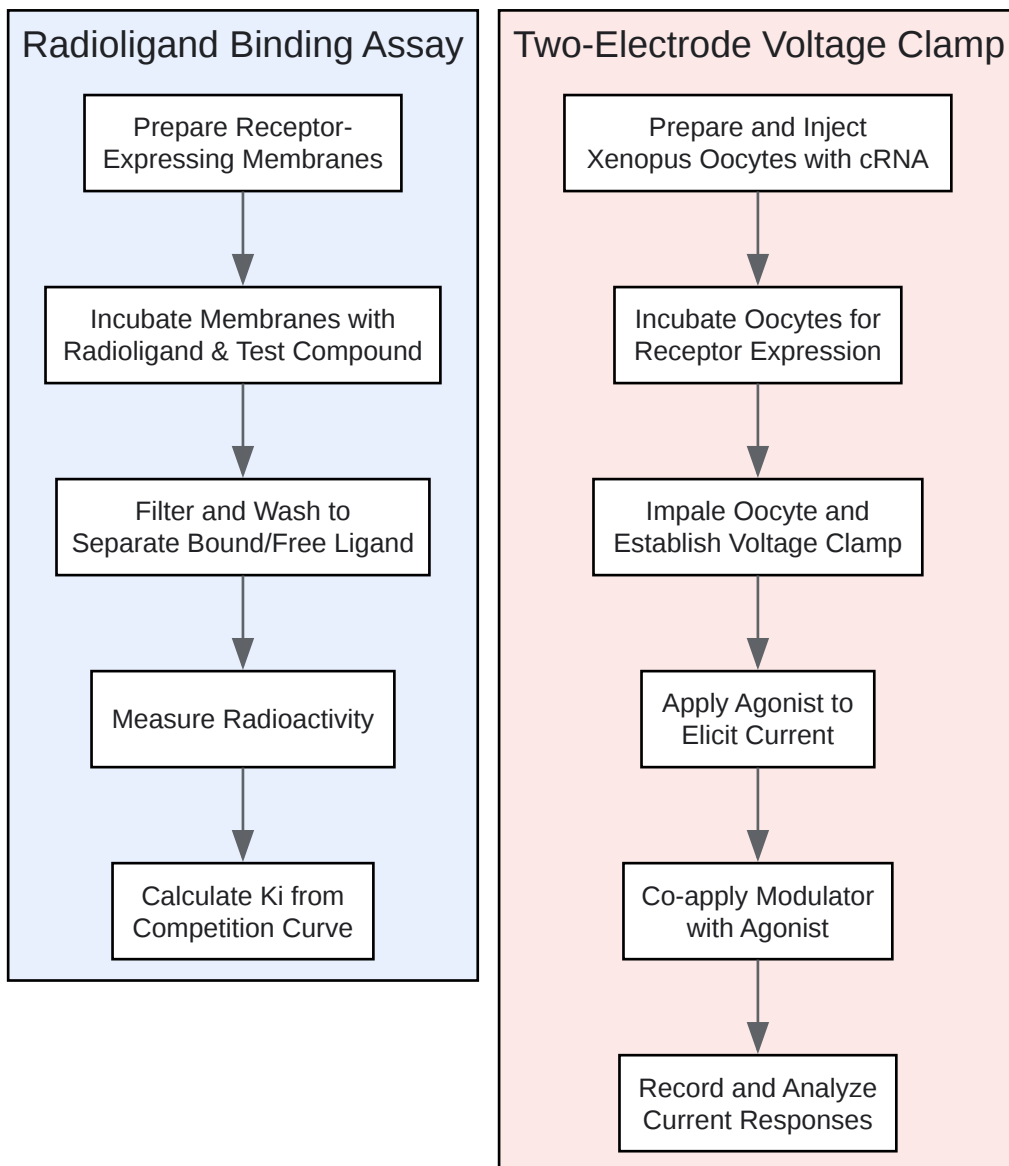 Radioligand Binding Assay
Prepare Receptor-
Expressing Membranes
Incubate Membranes with
Radioligand & Test Compound
Filter and Wash to
Separate Bound/Free Ligand
Measure Radioactivity
Calculate Ki from
Competition Curve
Two-Electrode Voltage Clamp
Prepare and Inject
Xenopus Oocytes with cRNA
Incubate Oocytes for
Receptor Expression
Impale Oocyte and
Establish Voltage Clamp
Apply Agonist to
Elicit Current
Co-apply Modulator
with Agonist
Record and Analyze
Current Responses